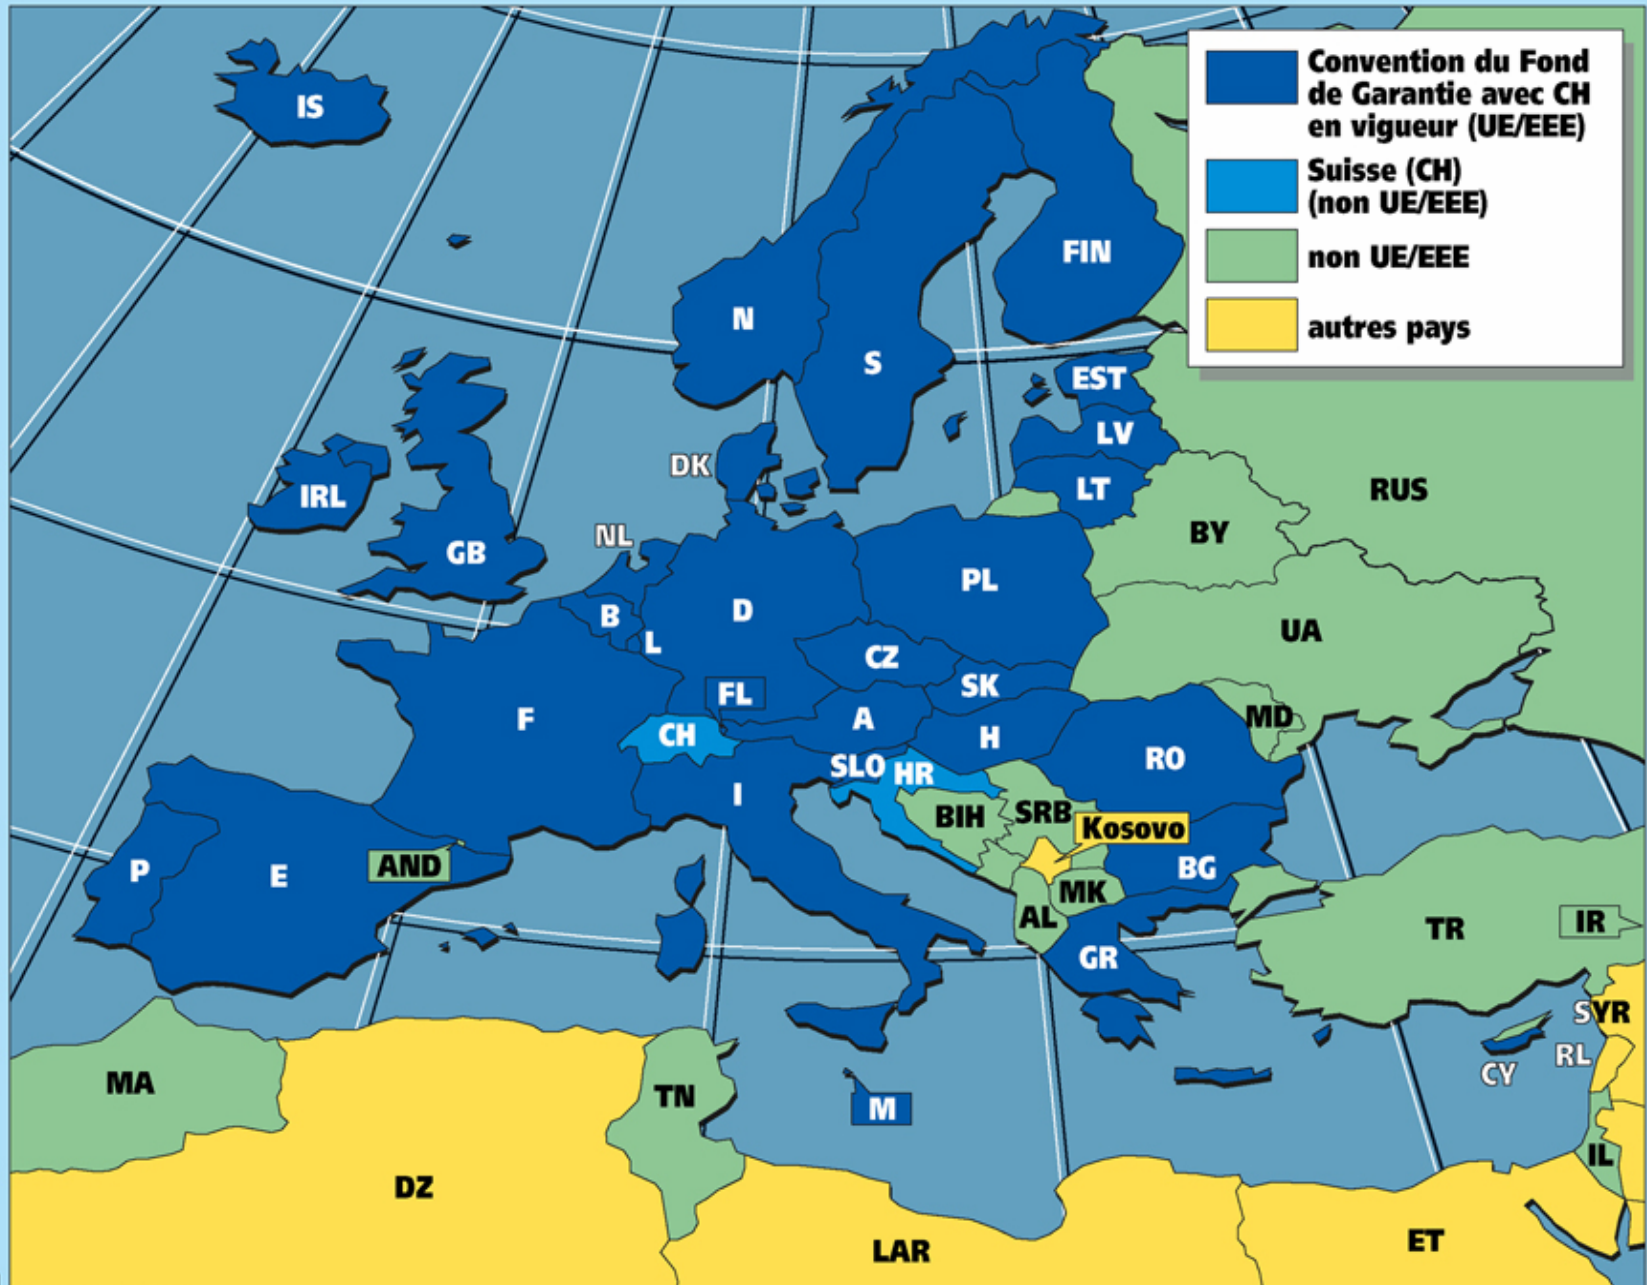 Convention du Fond
de Garantie avec CH
en vigueur (UE/EEE)
Suisse (CH)
(non UE/EEE)
non UE/EEE
autres pays
IS
FIN
N
S
EST
LV
LT
DK
IRL
GB
NL
RUS
BY
PL
D
B
L
UA
CZ
SK
FL
A
F
CH
H
MD
RO
SLO
HR
I
BIH
SRB
Kosovo
P
E
AND
BG
MK
AL
TR
IR
GR
SYR
RL
CY
MA
TN
M
IL
DZ
LAR
ET